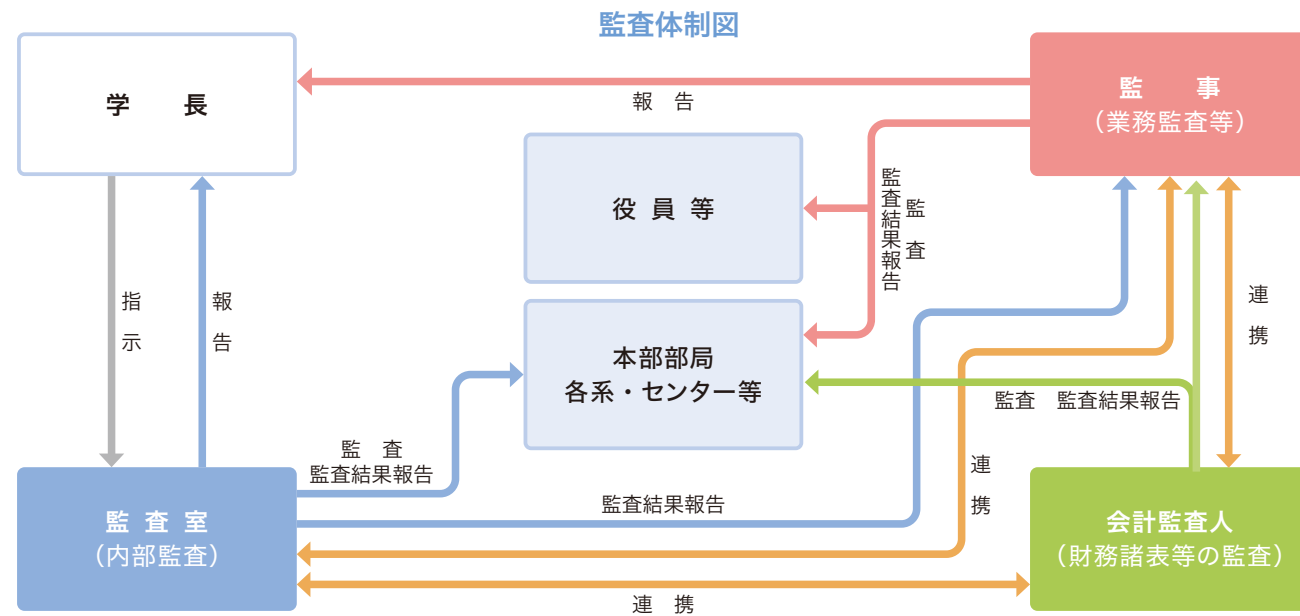 監査体制図
学　長
監　事
（業務監査等）
報　告
役 員 等
監　査
監査結果報告
指　示
報　告
連　携
本部部局
各系・センター等
監査　監査結果報告
監　査
監査結果報告
連　携
監査結果報告
監 査 室
（内部監査）
会計監査人
（財務諸表等の監査）
連　携